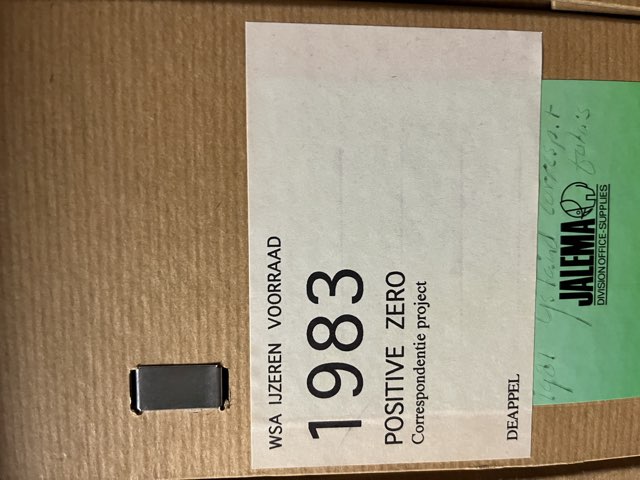 WSA IJZEREN VOORRAAD
1983
POSITIVE ZERO
Correspondentie project
DEAPPEL
JALEMA
DIVISION OFFICE-SUPPLIES